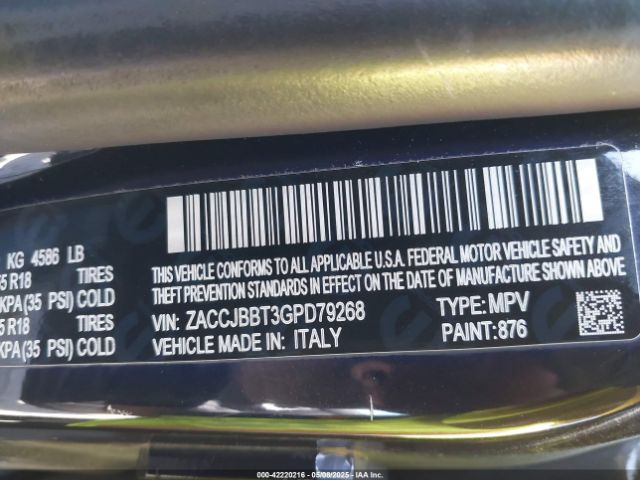 KG 4586 LB
5 R18 TIRES
KPA(35 PSI) COLD
5 R18 TIRES
KPA(35 PSI) COLD
THIS VEHICLE CONFORMS TO ALL APPLICABLE U.S.A. FEDERAL MOTOR VEHICLE SAFETY AND
THEFT PREVENTION STANDARDS IN EFFECT ON THE DATE OF MANUFACTURE SHOWN ABOVE.
VIN: ZACCJBBT3GPD79268 TYPE: MPV
VEHICLE MADE IN: ITALY PAINT: 876
000-42220216 05/08/2025 - IAAI.COM